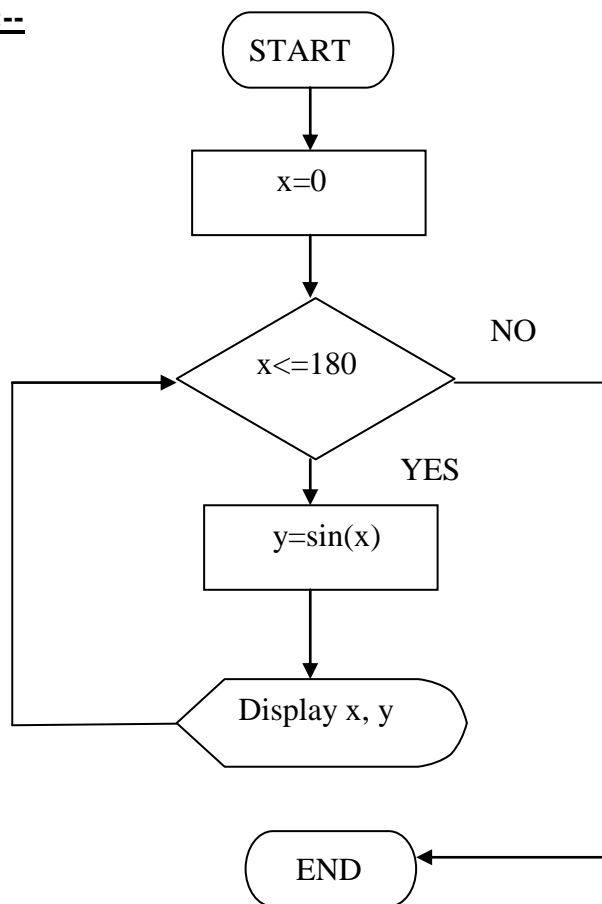 --
START
x=0
x<=180
NO
YES
y=sin(x)
Display x, y
END